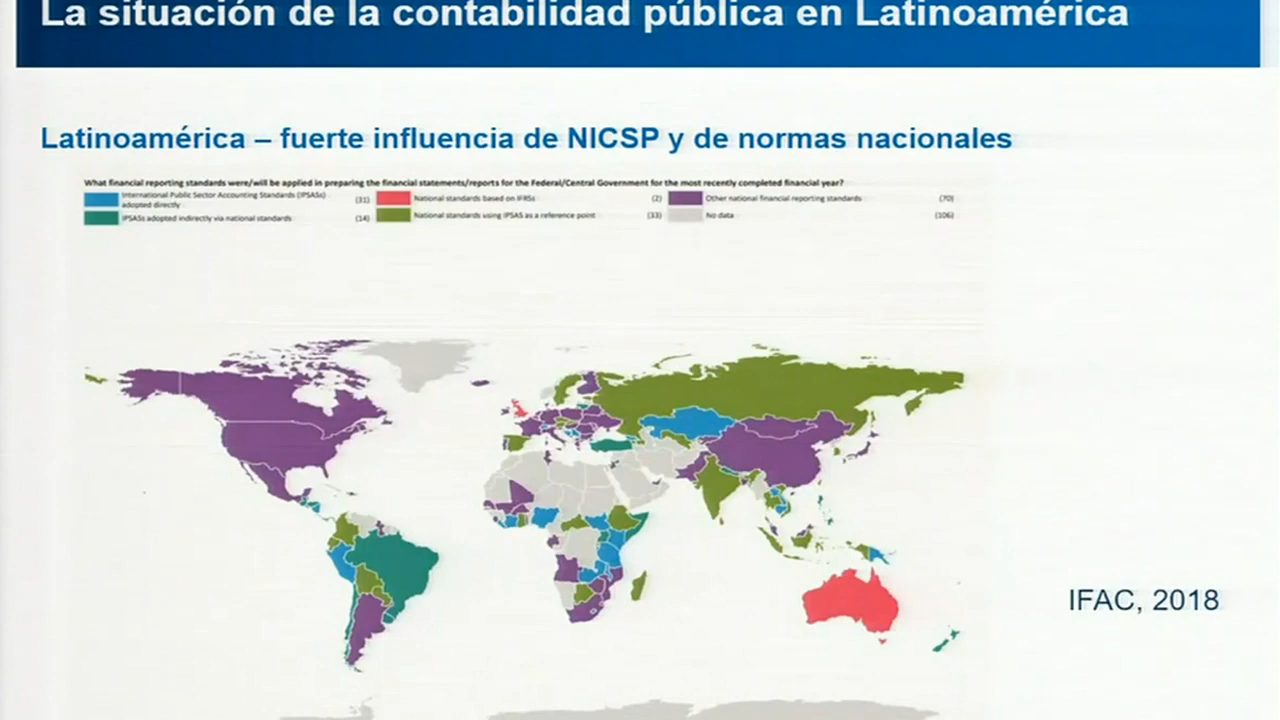 La situación de la contabilidad pública en Latinoamérica
Latinoamérica – fuerte influencia de NICSP y de normas nacionales
What financial reporting standards were/will be applied in preparing the financial statements/reports for the Federal/Central Government for the most recently completed financial year?
International Public Sector Accounting Standards (IPSASs)
adopted directly
(31)
National standards based on IFRSs
(2)
Other national financial reporting standards
(70)
IPSASs adopted indirectly via national standards
(14)
National standards using IPSAS as a reference point
(33)
No data
(106)
IFAC, 2018